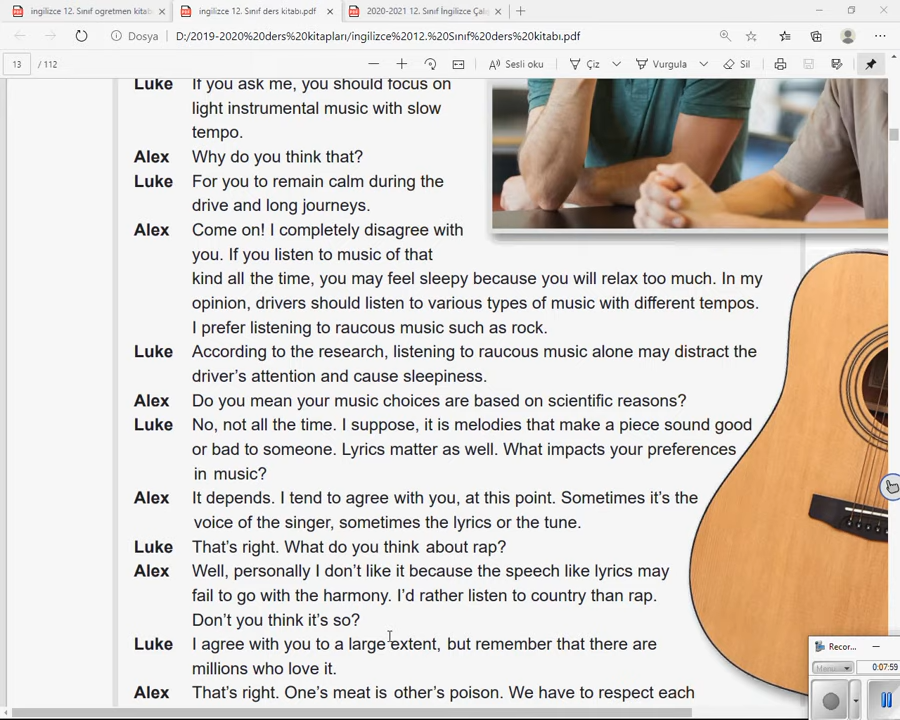 ingilizce 12. Sınıf ogretmen kitab
ingilizce 12. Sınıf ders kitabı.pdf
2020-2021 12. Sınıf İngilizce Çalış
Dosya
D:/2019-2020%20ders%20kitapları/ingilizce%2012.%20Sınıf%20ders%20kitabı.pdf
13 / 112
Sesli oku
Çiz
Vurgula
Sil
Luke If you ask me, you should focus on
light instrumental music with slow
tempo.
Alex Why do you think that?
Luke For you to remain calm during the
drive and long journeys.
Alex Come on! I completely disagree with
you. If you listen to music of that
kind all the time, you may feel sleepy because you will relax too much. In my
opinion, drivers should listen to various types of music with different tempos.
I prefer listening to raucous music such as rock.
Luke According to the research, listening to raucous music alone may distract the
driver's attention and cause sleepiness.
Alex Do you mean your music choices are based on scientific reasons?
Luke No, not all the time. I suppose, it is melodies that make a piece sound good
or bad to someone. Lyrics matter as well. What impacts your preferences
in music?
Alex It depends. I tend to agree with you, at this point. Sometimes it's the
voice of the singer, sometimes the lyrics or the tune.
Luke That's right. What do you think about rap?
Alex Well, personally I don't like it because the speech like lyrics may
fail to go with the harmony. I'd rather listen to country than rap.
Don't you think it's so?
Luke I agree with you to a large extent, but remember that there are
millions who love it.
Alex That's right. One's meat is other's poison. We have to respect each
Recor...
Menu
0:07:59